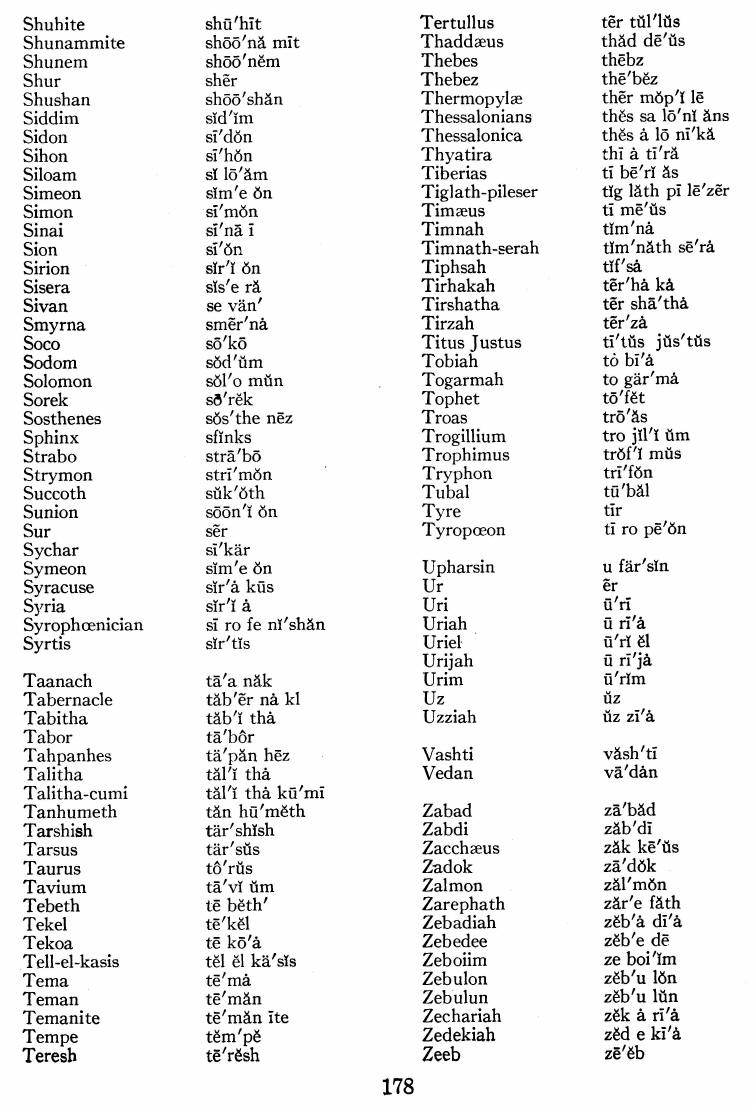 Shuhite shū′hīt
Shunammite shōō′nă mīt
Shunem shōō′nĕm
Shur shẽr
Shushan shōō′shăn
Siddim sĭd′ĭm
Sidon sī′dŏn
Sihon sī′hŏn
Siloam sĭ lō′ăm
Simeon sĭm′e ŏn
Simon sī′mŏn
Sinai sī′nā ī
Sion sī′ŏn
Sirion sĭr′ĭ ŏn
Sisera sĭs′e ră
Sivan se văn′
Smyrna smẽr′nȧ
Soco sō′kō
Sodom sŏd′ŭm
Solomon sŏl′o mŭn
Sorek sō′rĕk
Sosthenes sŏs′the nēz
Sphinx sfĭnks
Strabo strā′bō
Strymon strī′mŏn
Succoth sŭk′ŏth
Sunion sōōn′ĭ ŏn
Sur sẽr
Sychar sī′kär
Symeon sĭm′e ŏn
Syracuse sĭr′ȧ kūs
Syria sĭr′ĭ ȧ
Syrophœnician sī ro fe nĭ′shăn
Syrtis sĭr′tĭs
Taanach tā′a năk
Tabernacle tăb′ẽr nȧ kl
Tabitha tăb′ĭ thȧ
Tabor tā′bôr
Tahpanhes tä′păn hēz
Talitha tăl′ĭ thȧ
Talitha-cumi tăl′ĭ thȧ kū′mī
Tanhumeth tăn hū′mĕth
Tarshish tär′shĭsh
Tarsus tär′sŭs
Taurus tô′rŭs
Tavium tā′vĭ ŭm
Tebeth tē bĕth′
Tekel tē′kĕl
Tekoa tē kō′ȧ
Tell-el-kasis tĕl ĕl kä′sĭs
Tema tē′mȧ
Teman tē′măn
Temanite tē′măn īte
Tempe tĕm′pĕ
Teresh tē′rĕsh
Tertullus tẽr tŭl′lŭs
Thaddæus thăd dē′ŭs
Thebes thēbz
Thebez thē′bĕz
Thermopylæ thẽr mŏp′ĭ lē
Thessalonians thĕs sa lō′nĭ ăns
Thessalonica thĕs ȧ lō nī′kă
Thyatira thī ȧ tī′ră
Tiberias tī bē′rĭ ăs
Tiglath-pileser tĭg lăth pī lē′zẽr
Timæus tī mē′ŭs
Timnah tĭm′nȧ
Timnath-serah tĭm′năth sē′rȧ
Tiphsah tĭf′sȧ
Tirhakah tẽr′hȧ kȧ
Tirshatha tẽr shā′thȧ
Tirzah tẽr′zȧ
Titus Justus tī′tŭs jŭs′tŭs
Tobiah tȯ bī′ȧ
Togarmah to gär′mȧ
Tophet tō′fĕt
Troas trō′ăs
Trogillium tro jĭl′ĭ ŭm
Trophimus trŏf′ĭ mŭs
Tryphon trī′fŏn
Tubal tū′băl
Tyre tīr
Tyropœon tī ro pē′ŏn
Upharsin u fär′sĭn
Ur ẽr
Uri ū′rī
Uriah ū rī′ȧ
Uriel ū′rĭ ĕl
Urijah ū rī′jȧ
Urim ū′rĭm
Uz ŭz
Uzziah ŭz zī′ȧ
Vashti văsh′tī
Vedan vā′dȧn
Zabad zā′băd
Zabdi zăb′dī
Zacchæus zăk kē′ŭs
Zadok zā′dŏk
Zalmon zăl′mŏn
Zarephath zăr′e făth
Zebadiah zĕb′ȧ dī′ȧ
Zebedee zĕb′e dē
Zeboiim ze boi′ĭm
Zebulon zĕb′u lŏn
Zebulun zĕb′u lŭn
Zechariah zĕk ȧ rī′ȧ
Zedekiah zĕd e kī′ȧ
Zeeb zē′ĕb
178